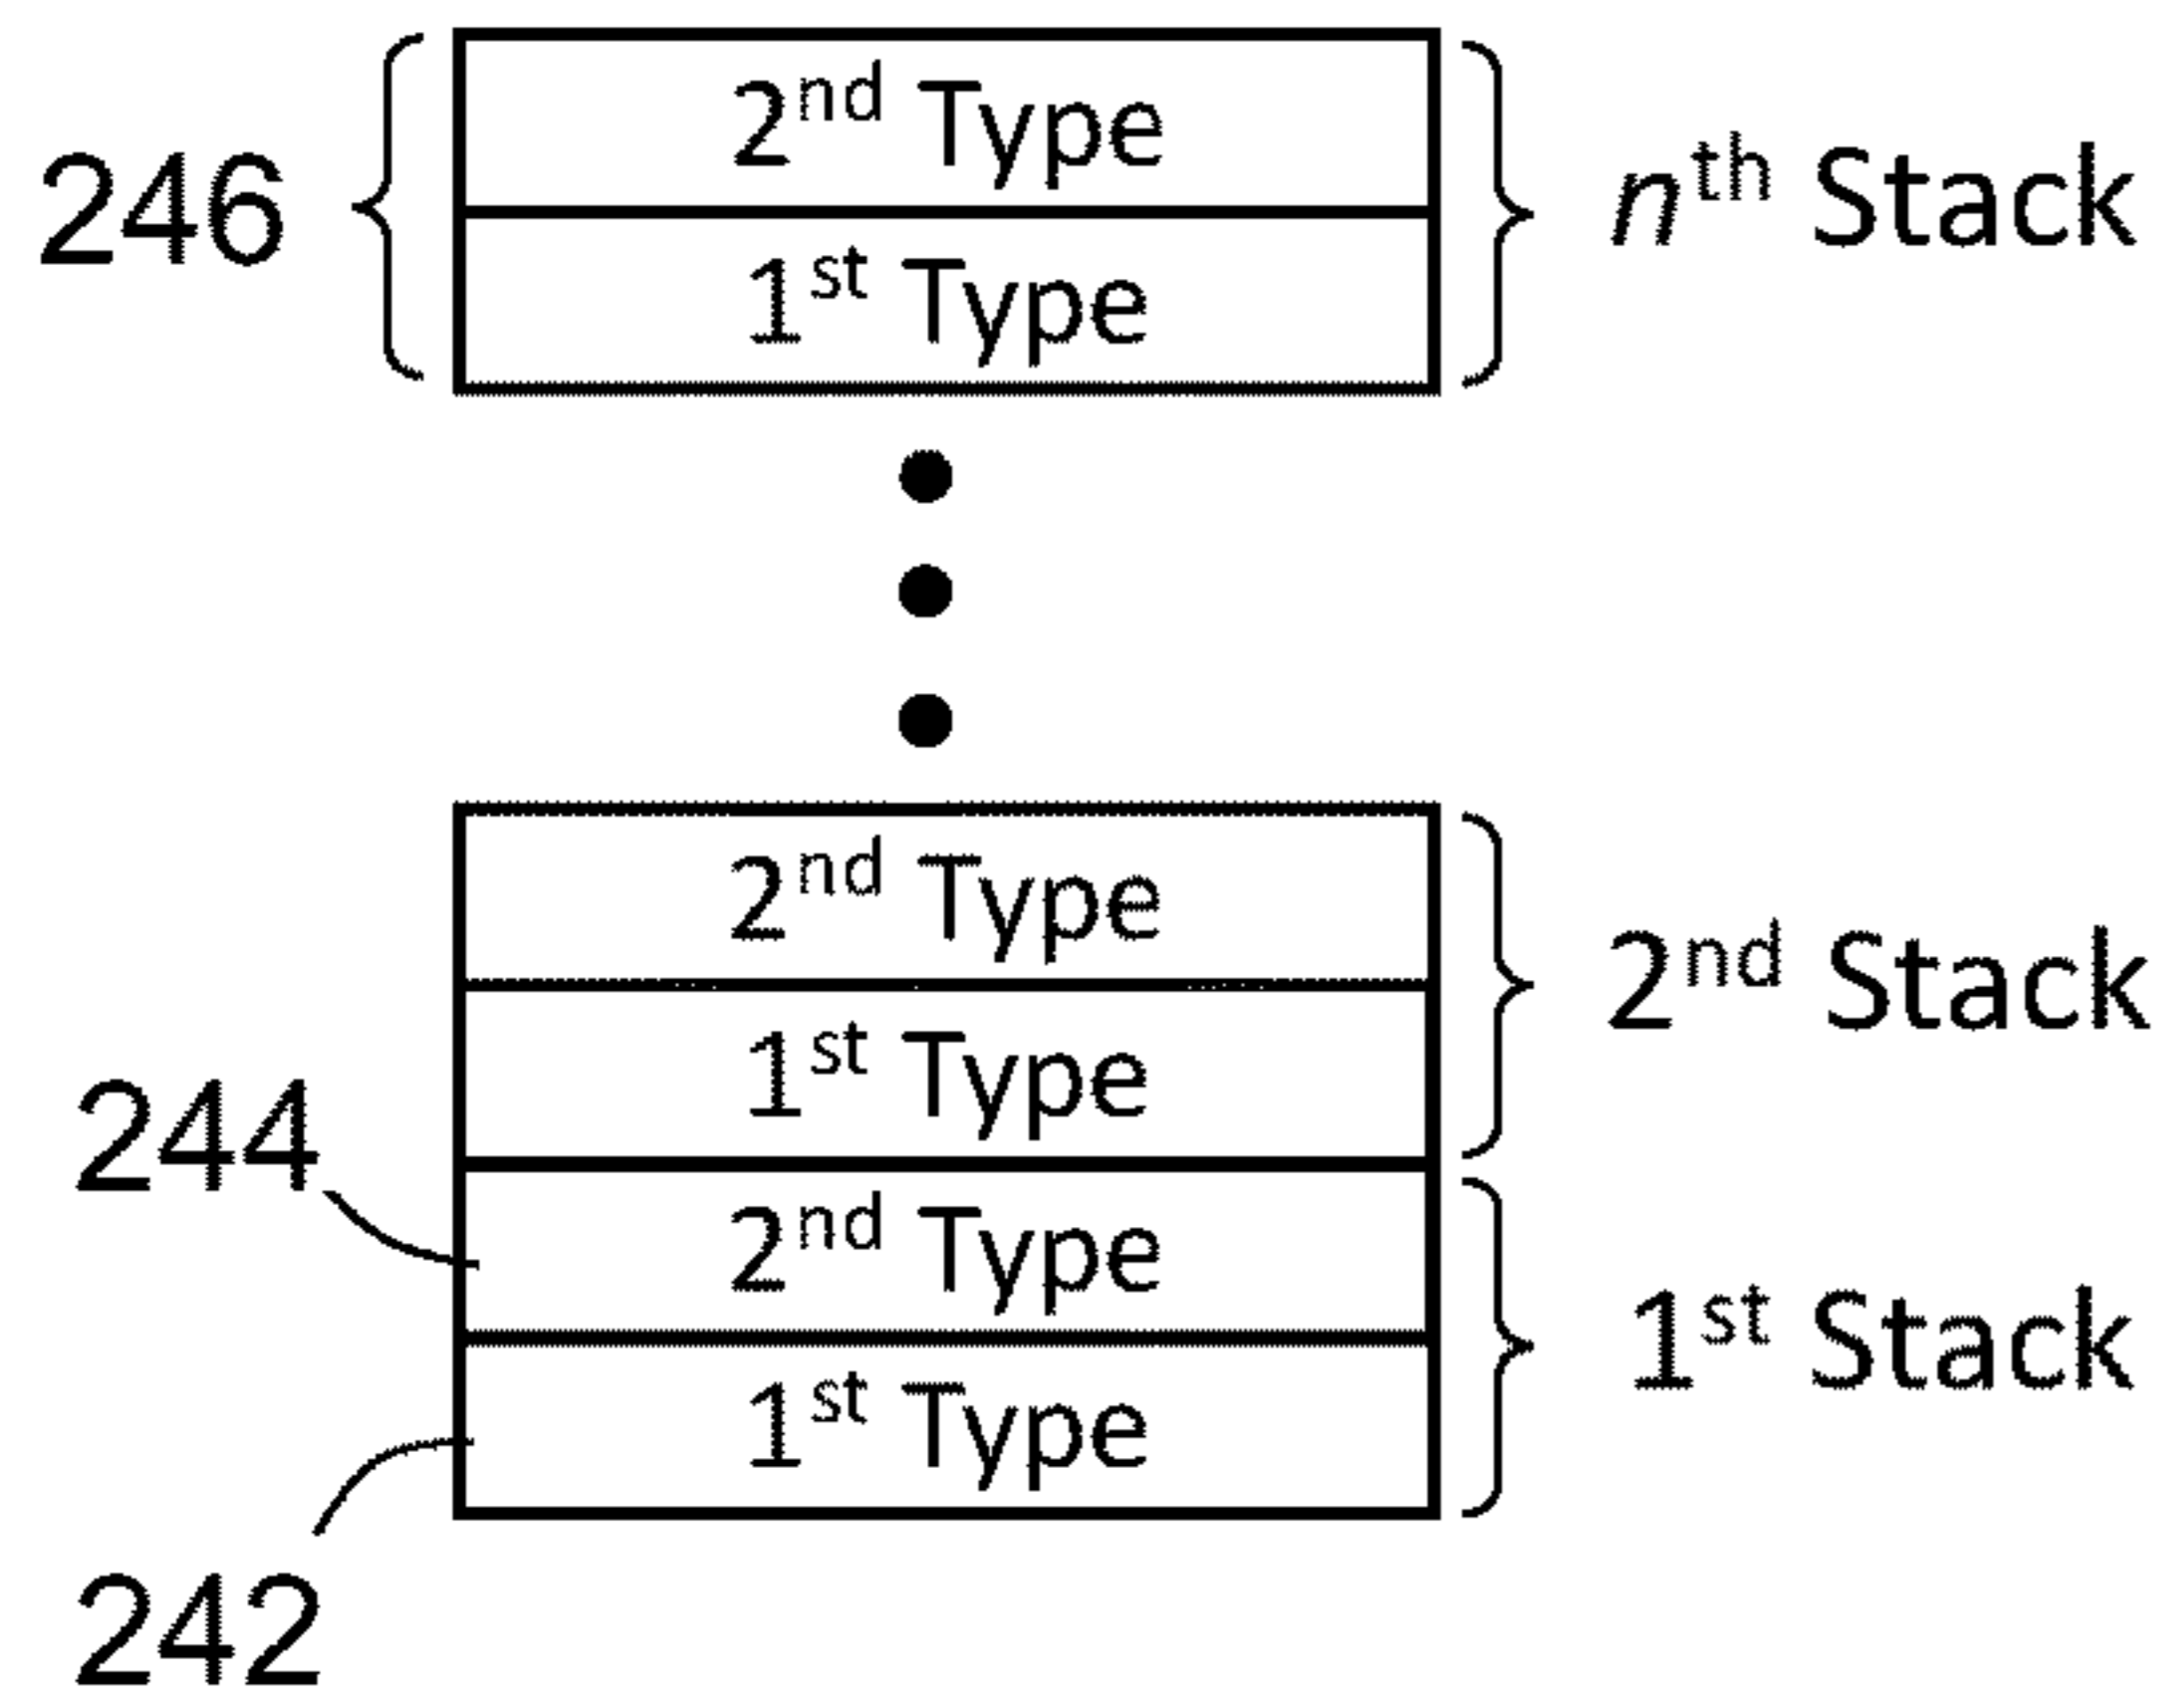 2nd Type
246
nth Stack
1st Type
2nd Type
2nd Stack
1st Type
244
2nd Type
1st Stack
1st Type
242